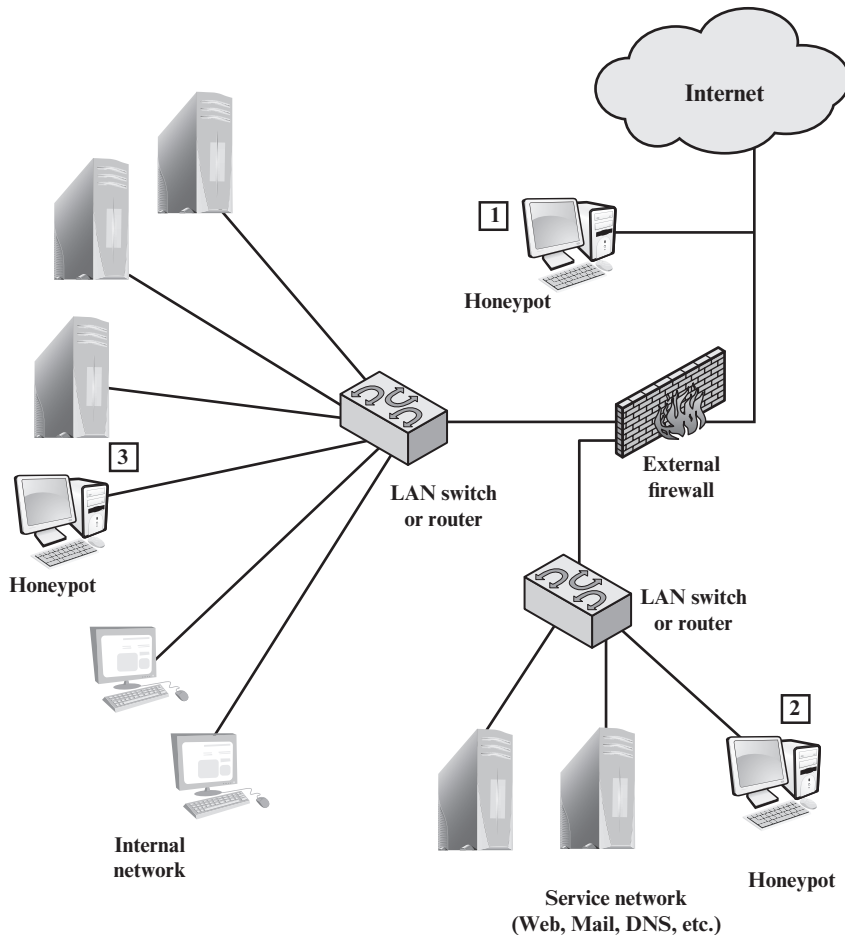 Internet
1
Honeypot
3
LAN switch
or router
External
firewall
Honeypot
LAN switch
or router
2
Internal
network
Honeypot
Service network
(Web, Mail, DNS, etc.)